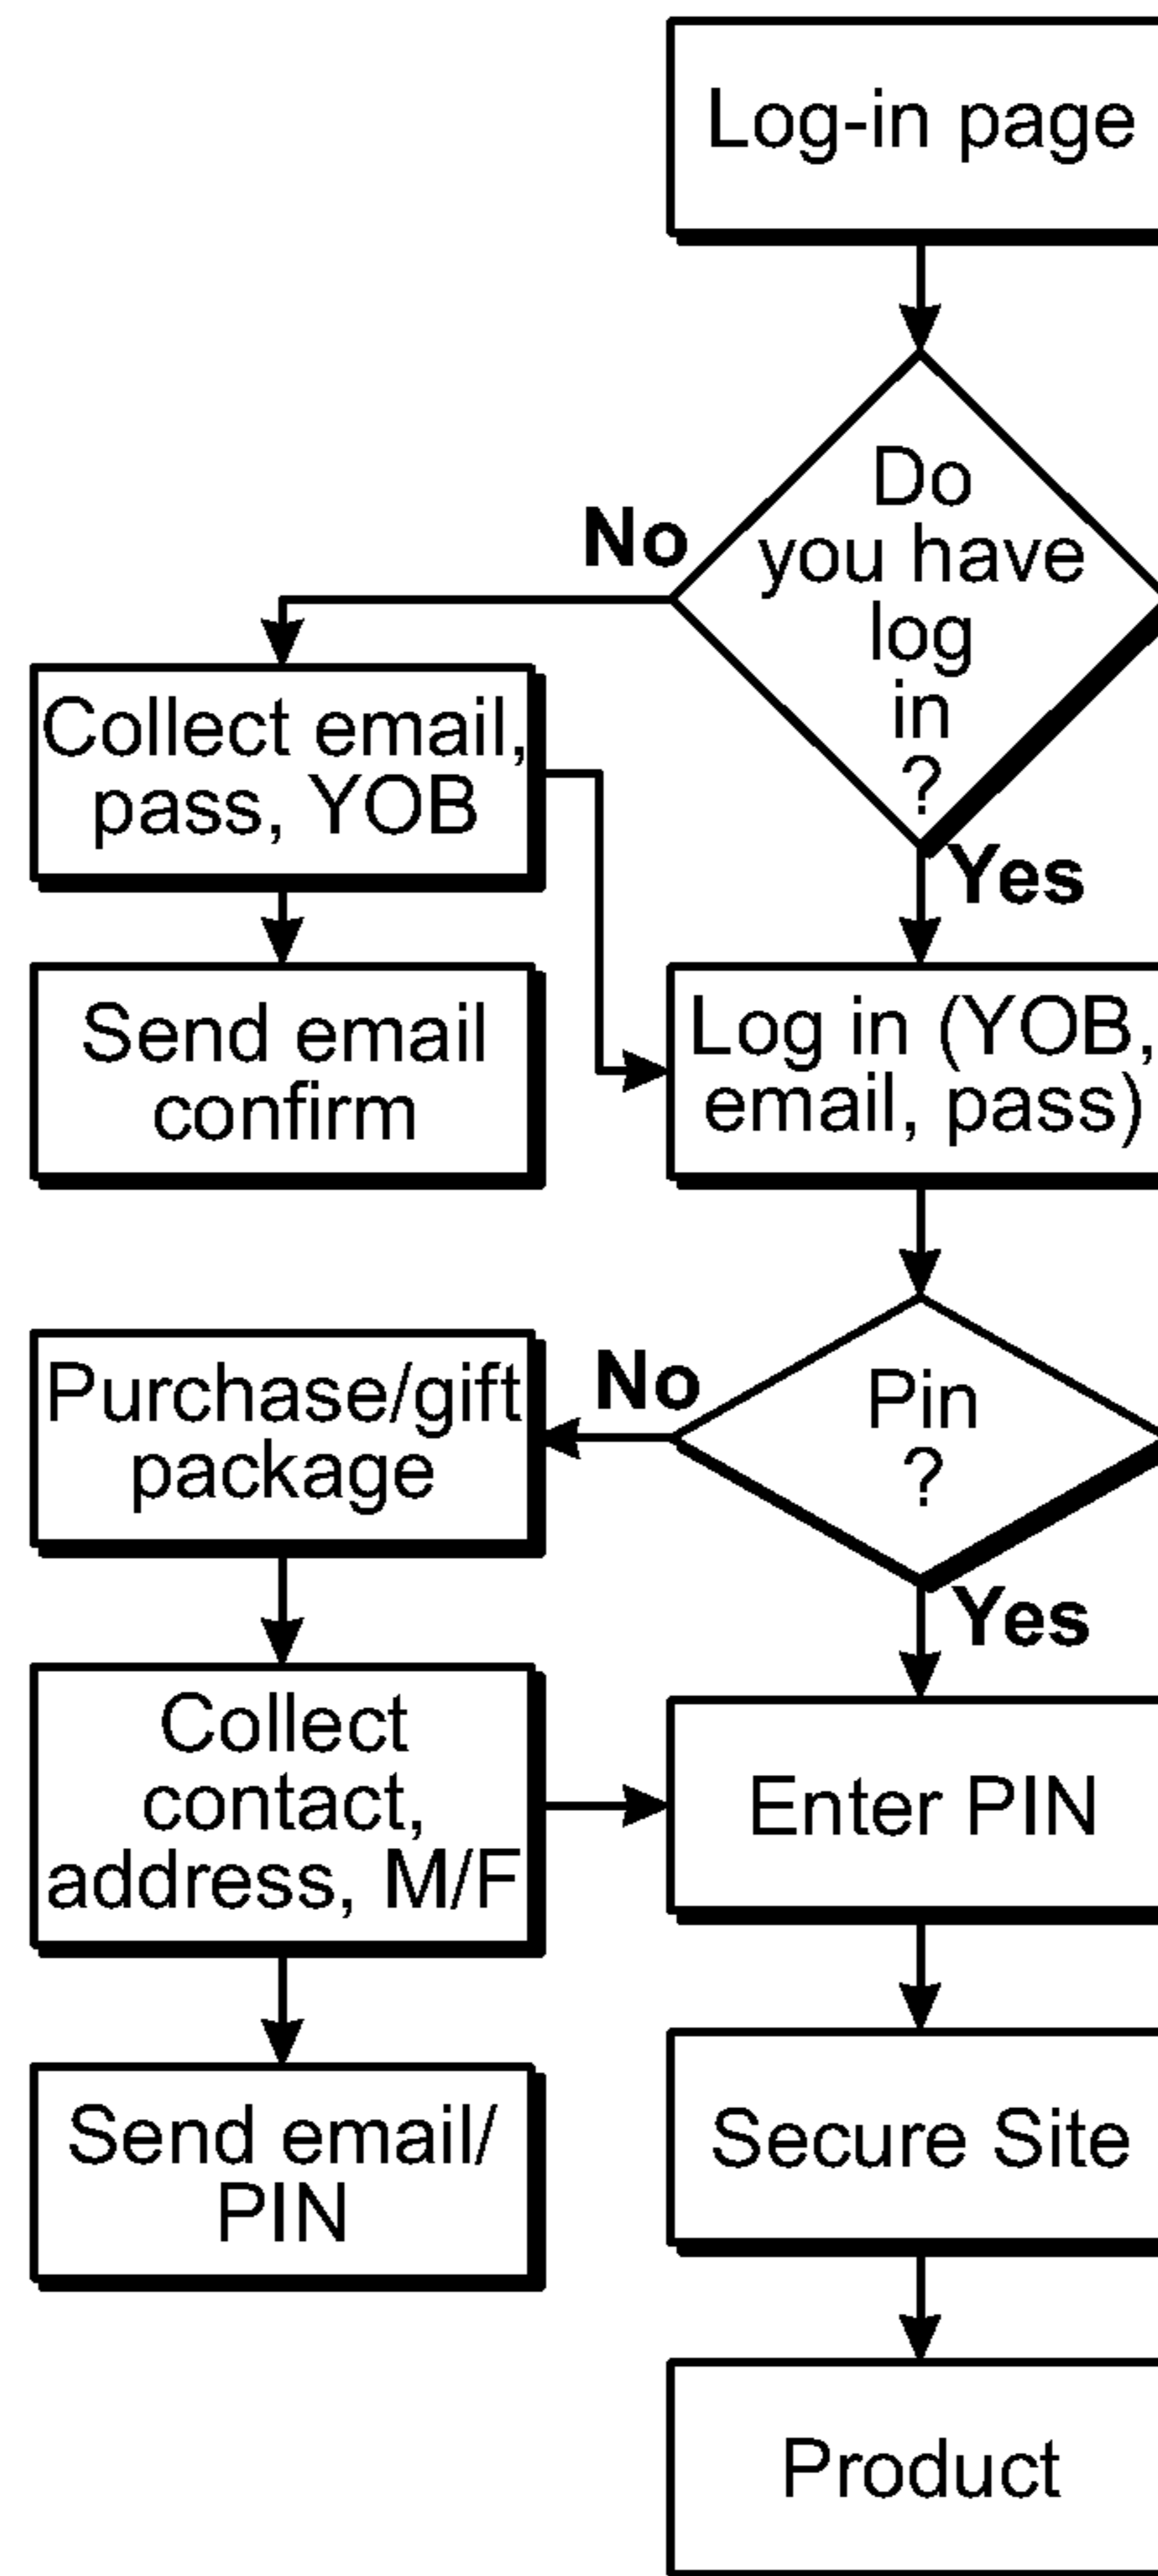 Log-in page
Do
you have
log
in
?
No
Yes
Collect email,
pass, YOB
Send email
confirm
Log in (YOB,
email, pass)
Pin
?
No
Yes
Purchase/gift
package
Collect
contact,
address, M/F
Enter PIN
Send email/
PIN
Secure Site
Product